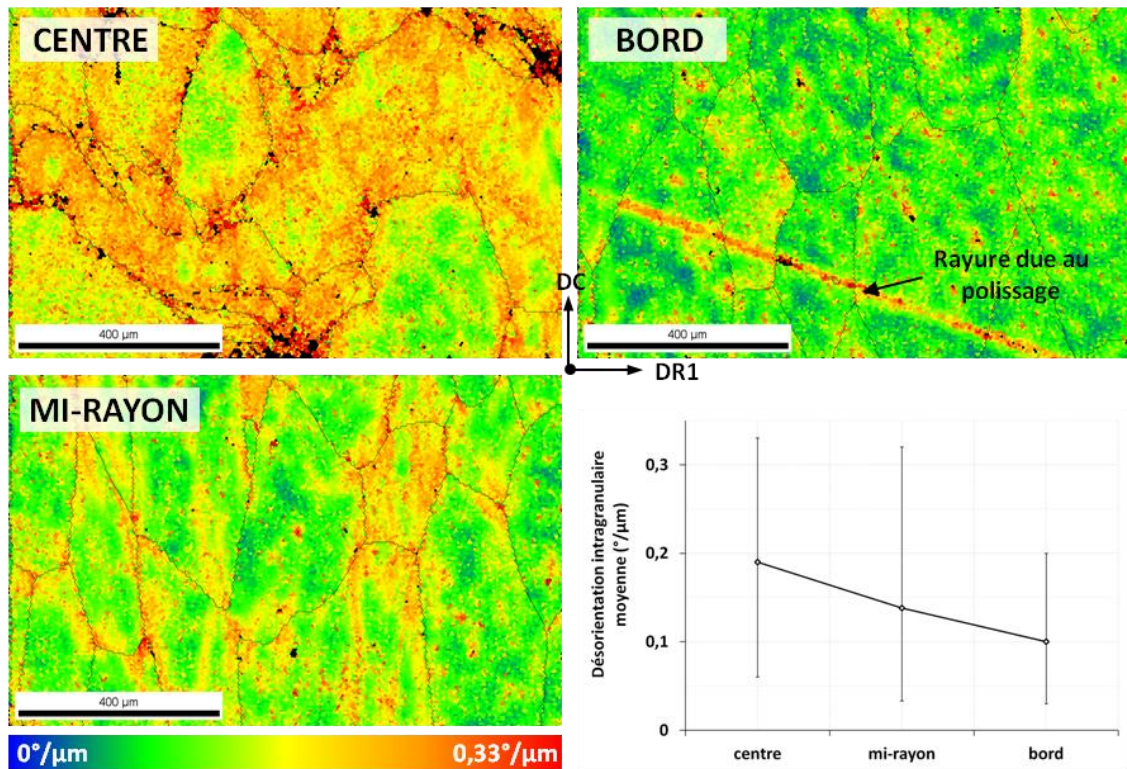 CENTRE
400 µm
BORD
Rayure due au
polissage
400 µm
DC
DR1
MI-RAYON
400 µm
0°/µm
0,33°/µm
Désorientation intragranulaire
moyenne (°/µm)
0,3
0,2
0,1
0
centre
mi-rayon
bord